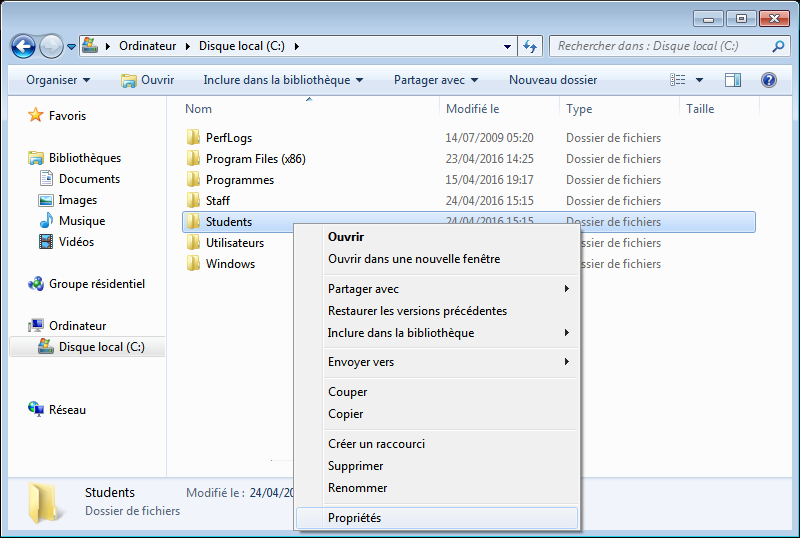 Ordinateur Disque local (C:)
Rechercher dans : Disque local (C:)
Organiser Ouvrir Inclure dans la bibliothèque Partager avec Nouveau dossier
Nom Modifié le Type Taille
Favoris
Bibliothèques
Documents
Images
Musique
Vidéos
Groupe résidentiel
Ordinateur
Disque local (C:)
Réseau
PerfLogs 14/07/2009 05:20 Dossier de fichiers
Program Files (x86) 23/04/2016 14:25 Dossier de fichiers
Programmes 15/04/2016 19:17 Dossier de fichiers
Staff 24/04/2016 15:15 Dossier de fichiers
Students 24/04/2016 15:15 Dossier de fichiers
Utilisateurs ssier de fichiers
Windows ssier de fichiers
Ouvrir
Ouvrir dans une nouvelle fenêtre
Partager avec
Restaurer les versions précédentes
Inclure dans la bibliothèque
Envoyer vers
Couper
Copier
Créer un raccourci
Supprimer
Renommer
Propriétés
Students Modifié le : 24/04/20
Dossier de fichiers